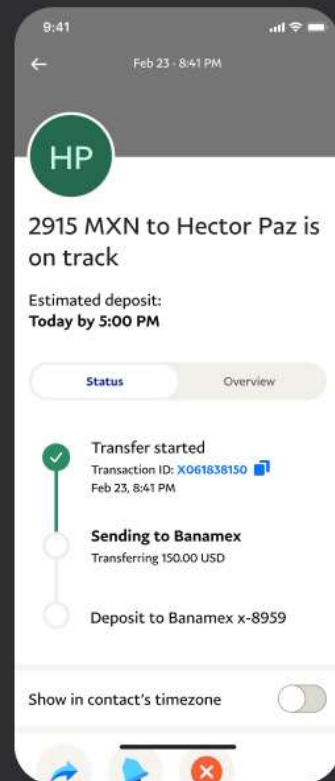 9:41
Feb 23 - 8:41 PM
HP
2915 MXN to Hector Paz is
on track
Estimated deposit:
Today by 5:00 PM
Status
Overview
Transfer started
Transaction ID: X061838150
Feb 23, 8:41 PM
Sending to Banamex
Transferring 150.00 USD
Deposit to Banamex x-8959
Show in contact's timezone